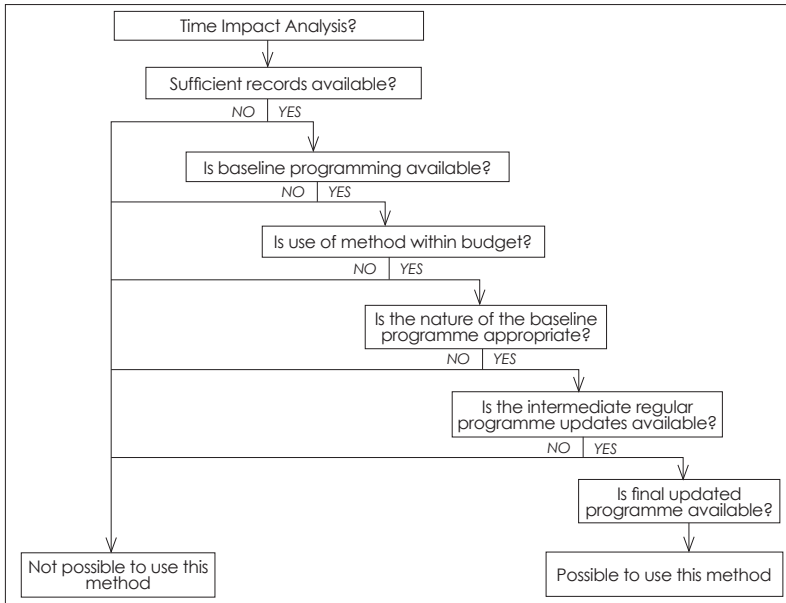 Time Impact Analysis?
Sufficient records available?
NO YES
Is baseline programming available?
NO YES
Is use of method within budget?
NO YES
Is the nature of the baseline
programme appropriate?
NO YES
Is the intermediate regular
programme updates available?
NO YES
Is final updated
programme available?
Not possible to use this
method
Possible to use this method